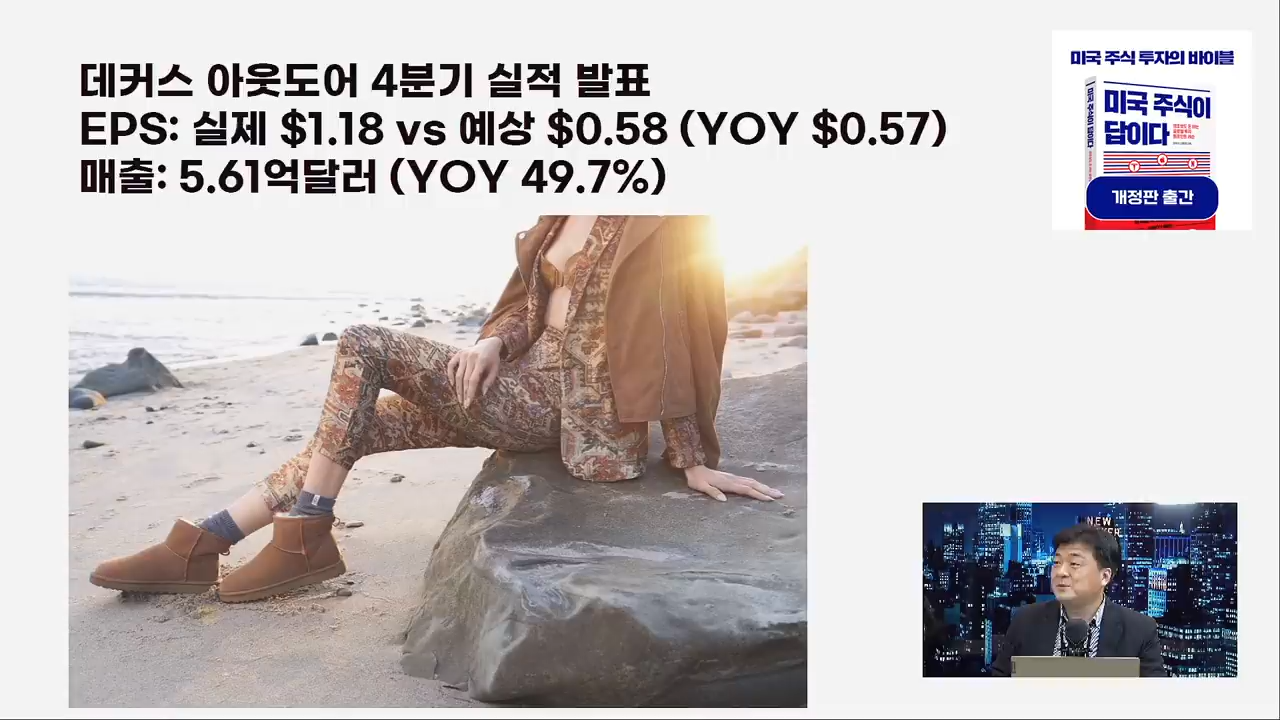 데커스 아웃도어 4분기 실적 발표
EPS: 실제 $1.18 vs 예상 $0.58 (YOY $0.57)
매출: 5.61억달러 (YOY 49.7%)
미국 주식 투자의 바이블
미국 주식이
답이다
개정판 출간
NEW